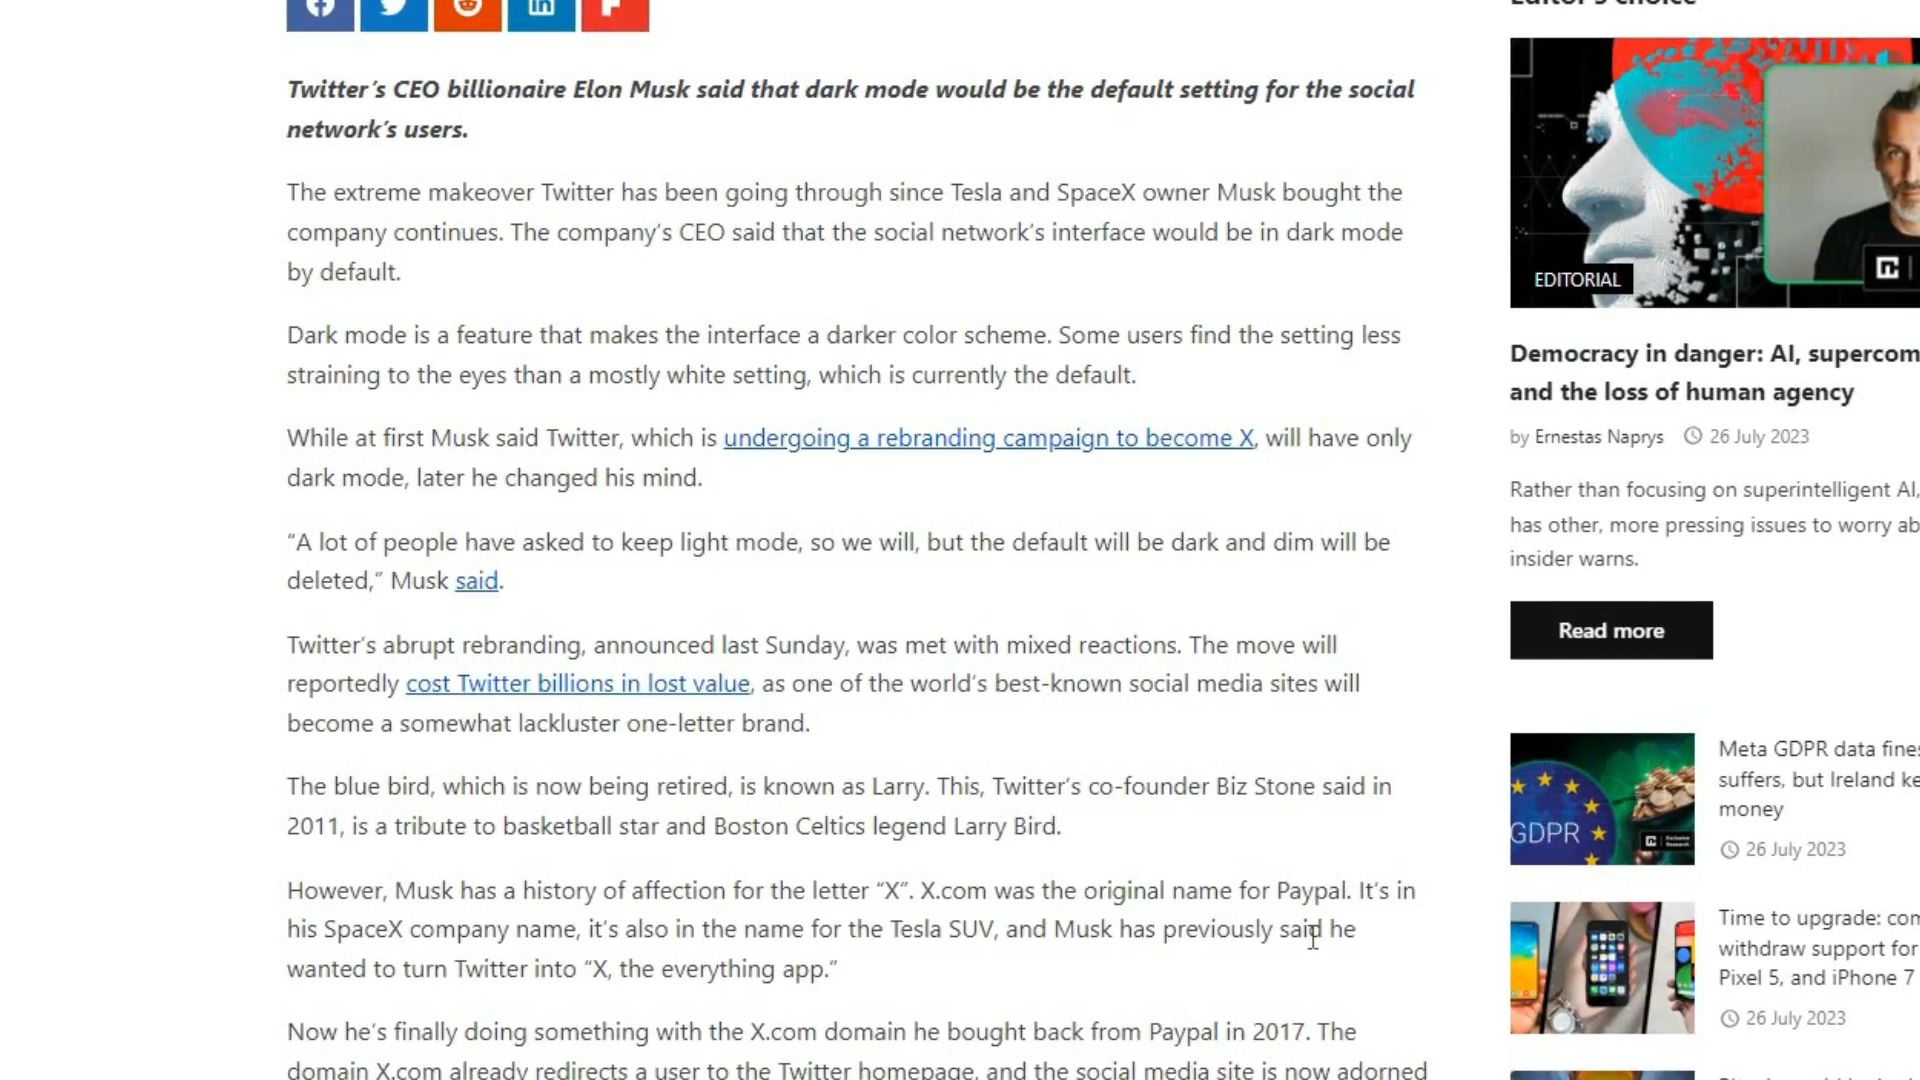 Twitter's CEO billionaire Elon Musk said that dark mode would be the default setting for the social
network's users.
The extreme makeover Twitter has been going through since Tesla and SpaceX owner Musk bought the
company continues. The company's CEO said that the social network's interface would be in dark mode
by default.
Dark mode is a feature that makes the interface a darker color scheme. Some users find the setting less
straining to the eyes than a mostly white setting, which is currently the default.
While at first Musk said Twitter, which is undergoing a rebranding campaign to become X, will have only
dark mode, later he changed his mind.
“A lot of people have asked to keep light mode, so we will, but the default will be dark and dim will be
deleted,” Musk said.
Twitter's abrupt rebranding, announced last Sunday, was met with mixed reactions. The move will
reportedly cost Twitter billions in lost value, as one of the world's best-known social media sites will
become a somewhat lackluster one-letter brand.
The blue bird, which is now being retired, is known as Larry. This, Twitter's co-founder Biz Stone said in
2011, is a tribute to basketball star and Boston Celtics legend Larry Bird.
However, Musk has a history of affection for the letter “X”. X.com was the original name for Paypal. It's in
his SpaceX company name, it's also in the name for the Tesla SUV, and Musk has previously said he
wanted to turn Twitter into “X, the everything app.”
Now he's finally doing something with the X.com domain he bought back from Paypal in 2017. The
domain X.com already redirects a user to the Twitter homepage, and the social media site is now adorned
Editor's choice
EDITORIAL
Democracy in danger: AI, supercom
and the loss of human agency
by Ernestas Naprys 26 July 2023
Rather than focusing on superintelligent AI,
has other, more pressing issues to worry ab
insider warns.
Read more
GDPR
Meta GDPR data fines
suffers, but Ireland ke
money
26 July 2023
Time to upgrade: com
withdraw support for
Pixel 5, and iPhone 7
26 July 2023